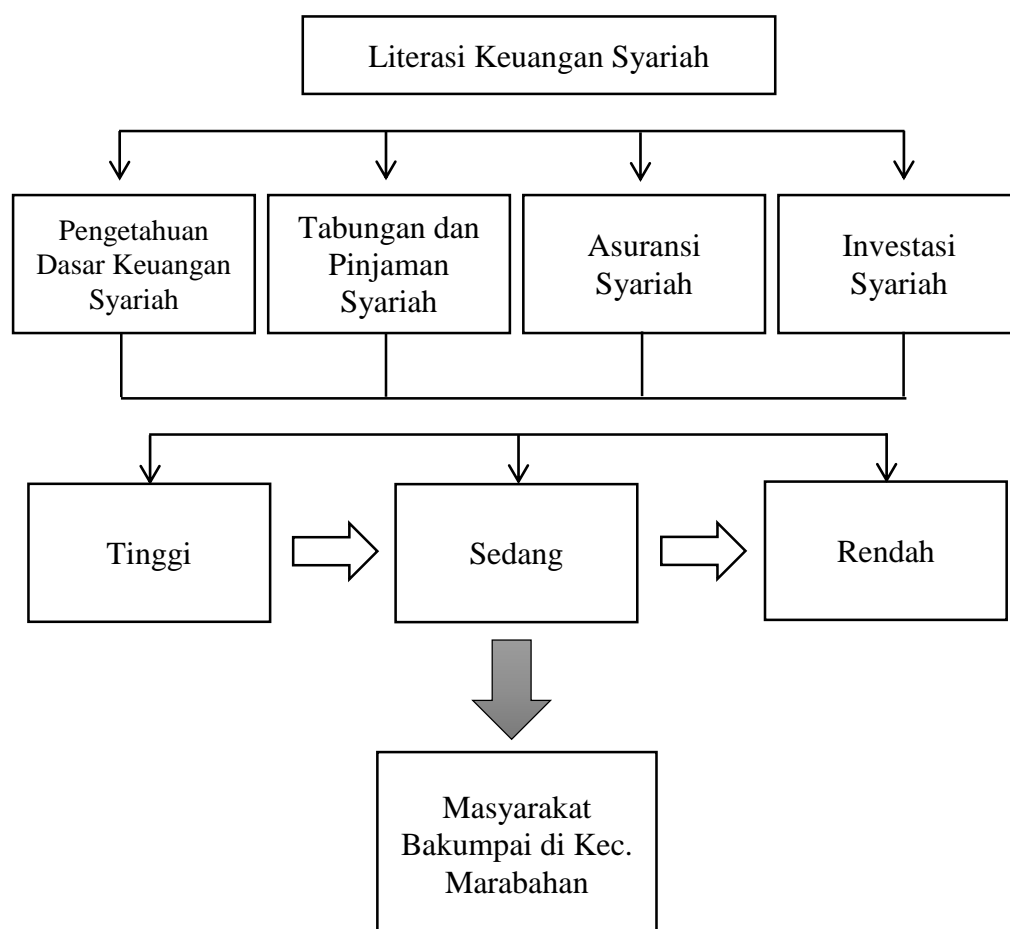 Literasi Keuangan Syariah
Pengetahuan
Dasar Keuangan
Syariah
Tabungan dan
Pinjaman
Syariah
Asuransi
Syariah
Investasi
Syariah
Tinggi
Sedang
Rendah
Masyarakat
Bakumpai di Kec.
Marabahan